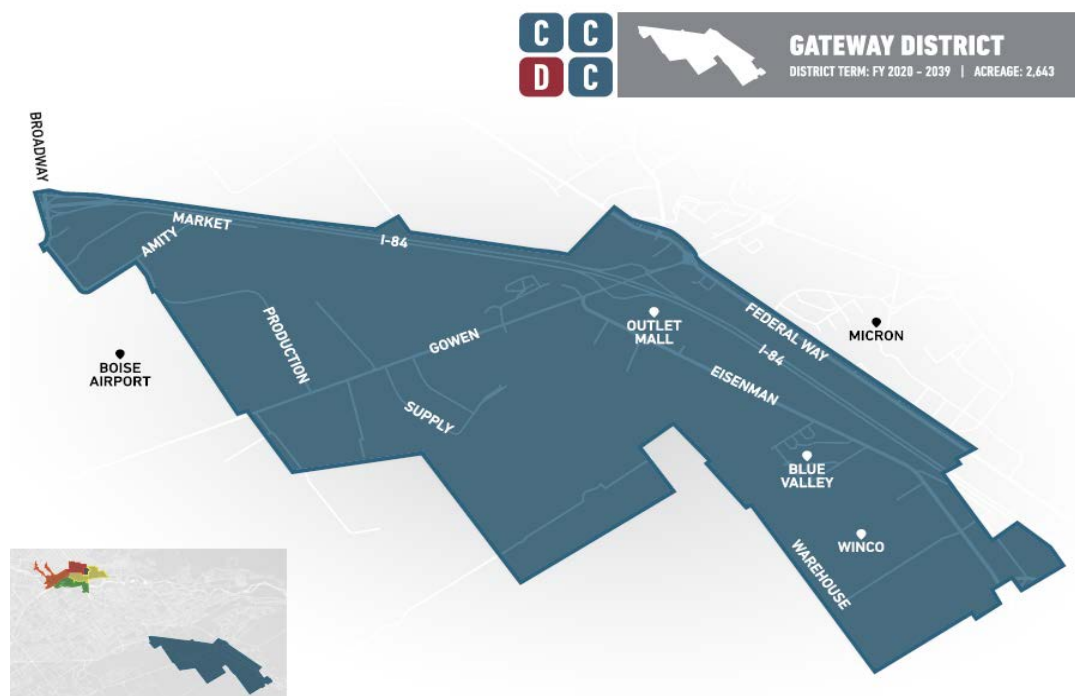 C C
D C
GATEWAY DISTRICT
DISTRICT TERM: FY 2020 - 2039 | ACREAGE: 2,643
BROADWAY
MARKET
AMITY
I-84
PRODUCTION
GOWEN
SUPPLY
OUTLET
MALL
FEDERAL WAY
I-84
MICRON
BOISE
AIRPORT
EISENMAN
BLUE
VALLEY
WINCO
WAREHOUSE